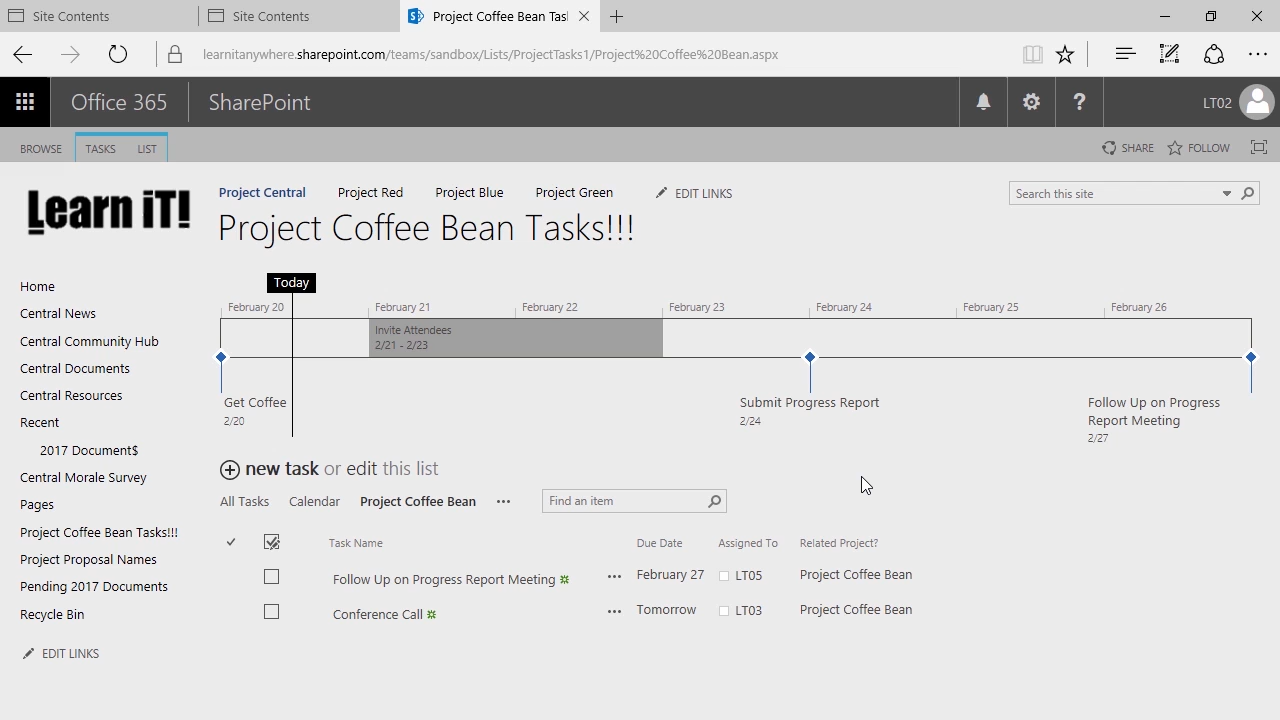 Site Contents
Site Contents
Project Coffee Bean Tasl
learnitanywhere.sharepoint.com/teams/sandbox/Lists/ProjectTasks1/Project%20Coffee%20Bean.aspx
Office 365
SharePoint
?
LT02
BROWSE
TASKS
LIST
SHARE
FOLLOW
Learn iT!
Project Central
Project Red
Project Blue
Project Green
EDIT LINKS
Search this site
Project Coffee Bean Tasks!!!
Home
Central News
Central Community Hub
Central Documents
Central Resources
Recent
2017 Document$
Central Morale Survey
Pages
Project Coffee Bean Tasks!!!
Project Proposal Names
Pending 2017 Documents
Recycle Bin
EDIT LINKS
Today
February 20
February 21
February 22
February 23
February 24
February 25
February 26
Invite Attendees
2/21 - 2/23
Get Coffee
2/20
Submit Progress Report
2/24
Follow Up on Progress
Report Meeting
2/27
new task or edit this list
All Tasks
Calendar
Project Coffee Bean
Find an item
Task Name
Due Date
Assigned To
Related Project?
Follow Up on Progress Report Meeting
February 27
LT05
Project Coffee Bean
Conference Call
Tomorrow
LT03
Project Coffee Bean